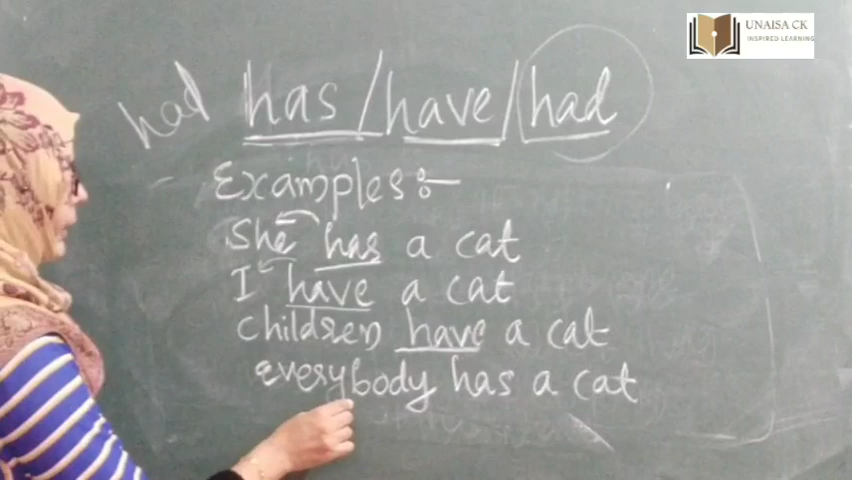 UNAISA CK
INSPIRED LEARNING
had has/have/had
Examples:-
She has a cat
I have a cat
children have a cat
everybody has a cat